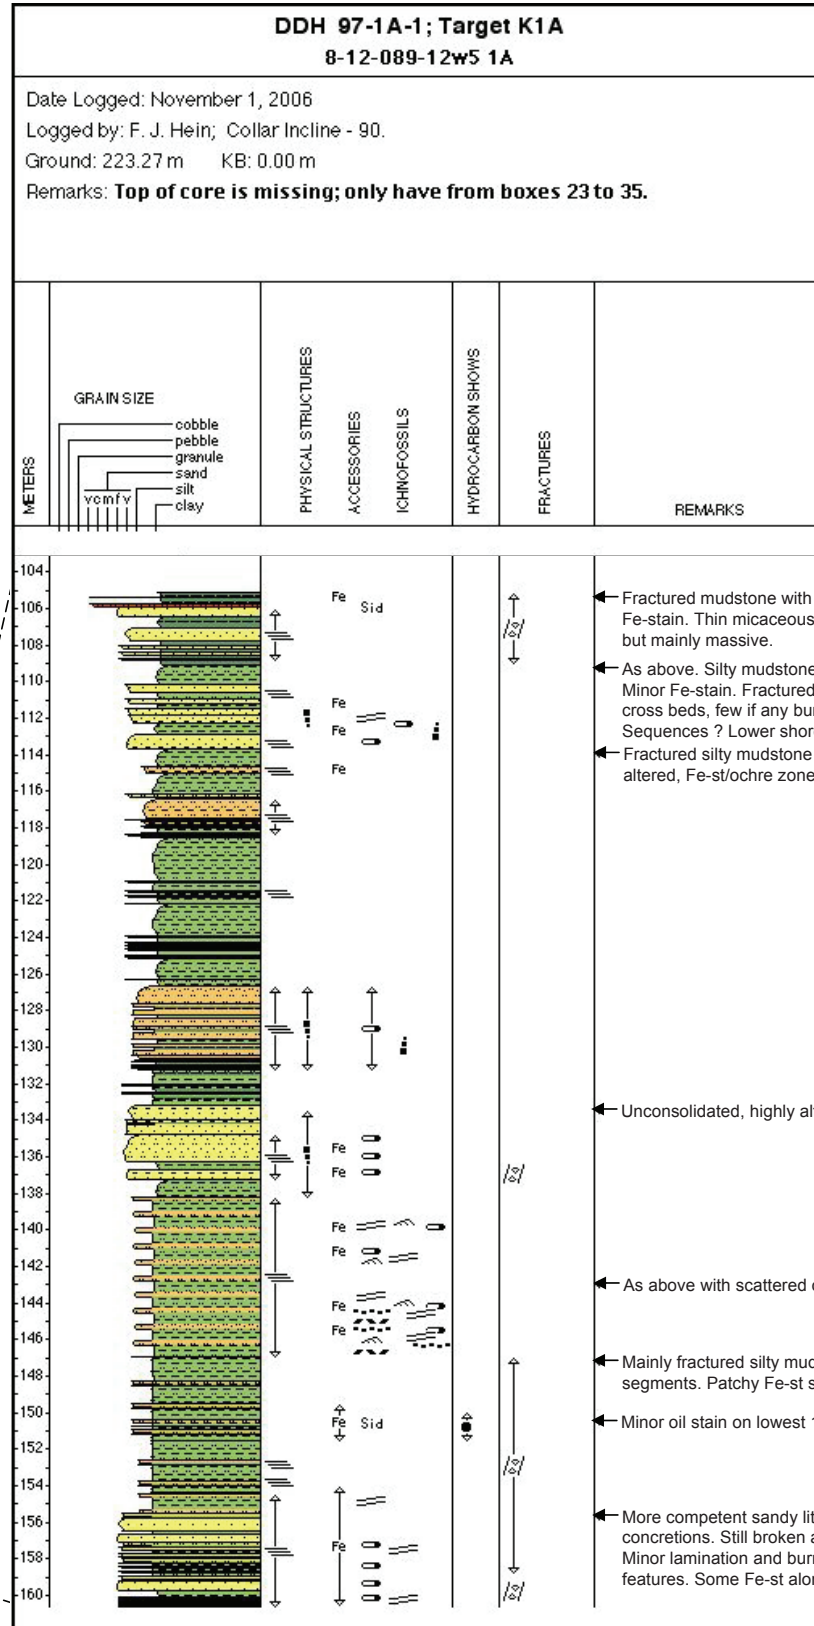 DDH 97-1A-1; Target K1A
8-12-089-12w5 1A
Date Logged: November 1, 2006
Logged by: F. J. Hein; Collar Incline - 90.
Ground: 223.27 m KB: 0.00 m
Remarks: Top of core is missing; only have from boxes 23 to 35.
METERS
GRAIN SIZE
cobble
pebble
granule
sand
silt
clay
vcmfv
PHYSICAL STRUCTURES
ACCESSORIES
ICHNOFOSSILS
HYDROCARBON SHOWS
FRACTURES
REMARKS
104
106
108
110
112
114
116
118
120
122
124
126
128
130
132
134
136
138
140
142
144
146
148
150
152
154
156
158
160
Fe
Sid
Fe
Fe
Fe
Fe
Fe
Fe
Fe
Fe
Fe
Fe Sid
Fe
Fractured mudstone with
Fe-stain. Thin micaceous
but mainly massive.
As above. Silty mudstone
Minor Fe-stain. Fractured
cross beds, few if any bu
Sequences ? Lower shor
Fractured silty mudstone
altered, Fe-st/ochre zone
Unconsolidated, highly al
As above with scattered
Mainly fractured silty mu
segments. Patchy Fe-st s
Minor oil stain on lowest
More competent sandy lit
concretions. Still broken a
Minor lamination and bur
features. Some Fe-st alo